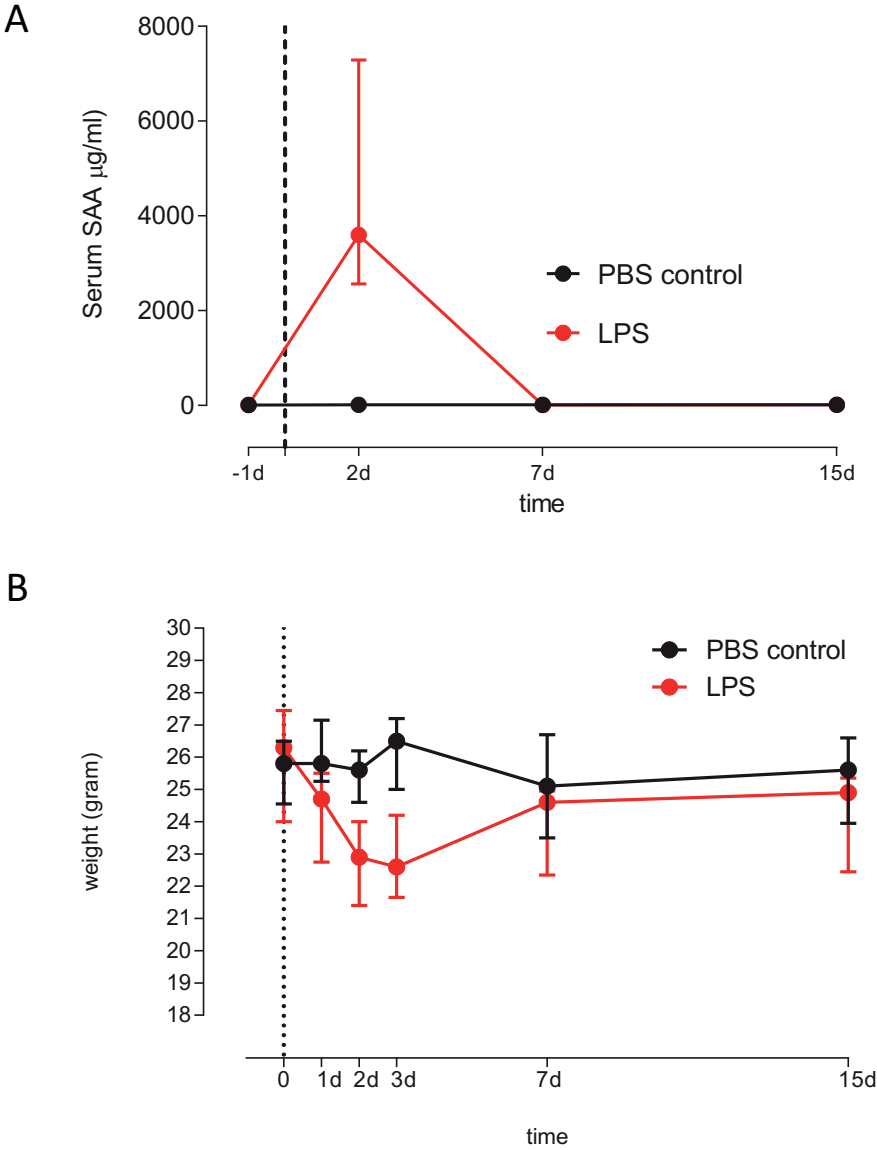 A
Serum SAA μg/ml)
8000
6000
4000
2000
0
PBS control
LPS
-1d 2d 7d 15d
time
B
weight (gram)
30
29
28
27
26
25
24
23
22
21
20
19
18
PBS control
LPS
0 1d 2d 3d 7d 15d
time